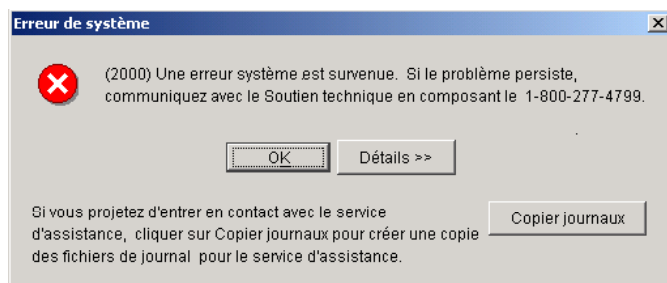 Erreur de système
(2000) Une erreur système est survenue. Si le problème persiste,
communiquez avec le Soutien technique en composant le 1-800-277-4799.
OK
Détails >>
Si vous projetez d'entrer en contact avec le service
d'assistance, cliquer sur Copier journaux pour créer une copie
des fichiers de journal pour le service d'assistance.
Copier journaux